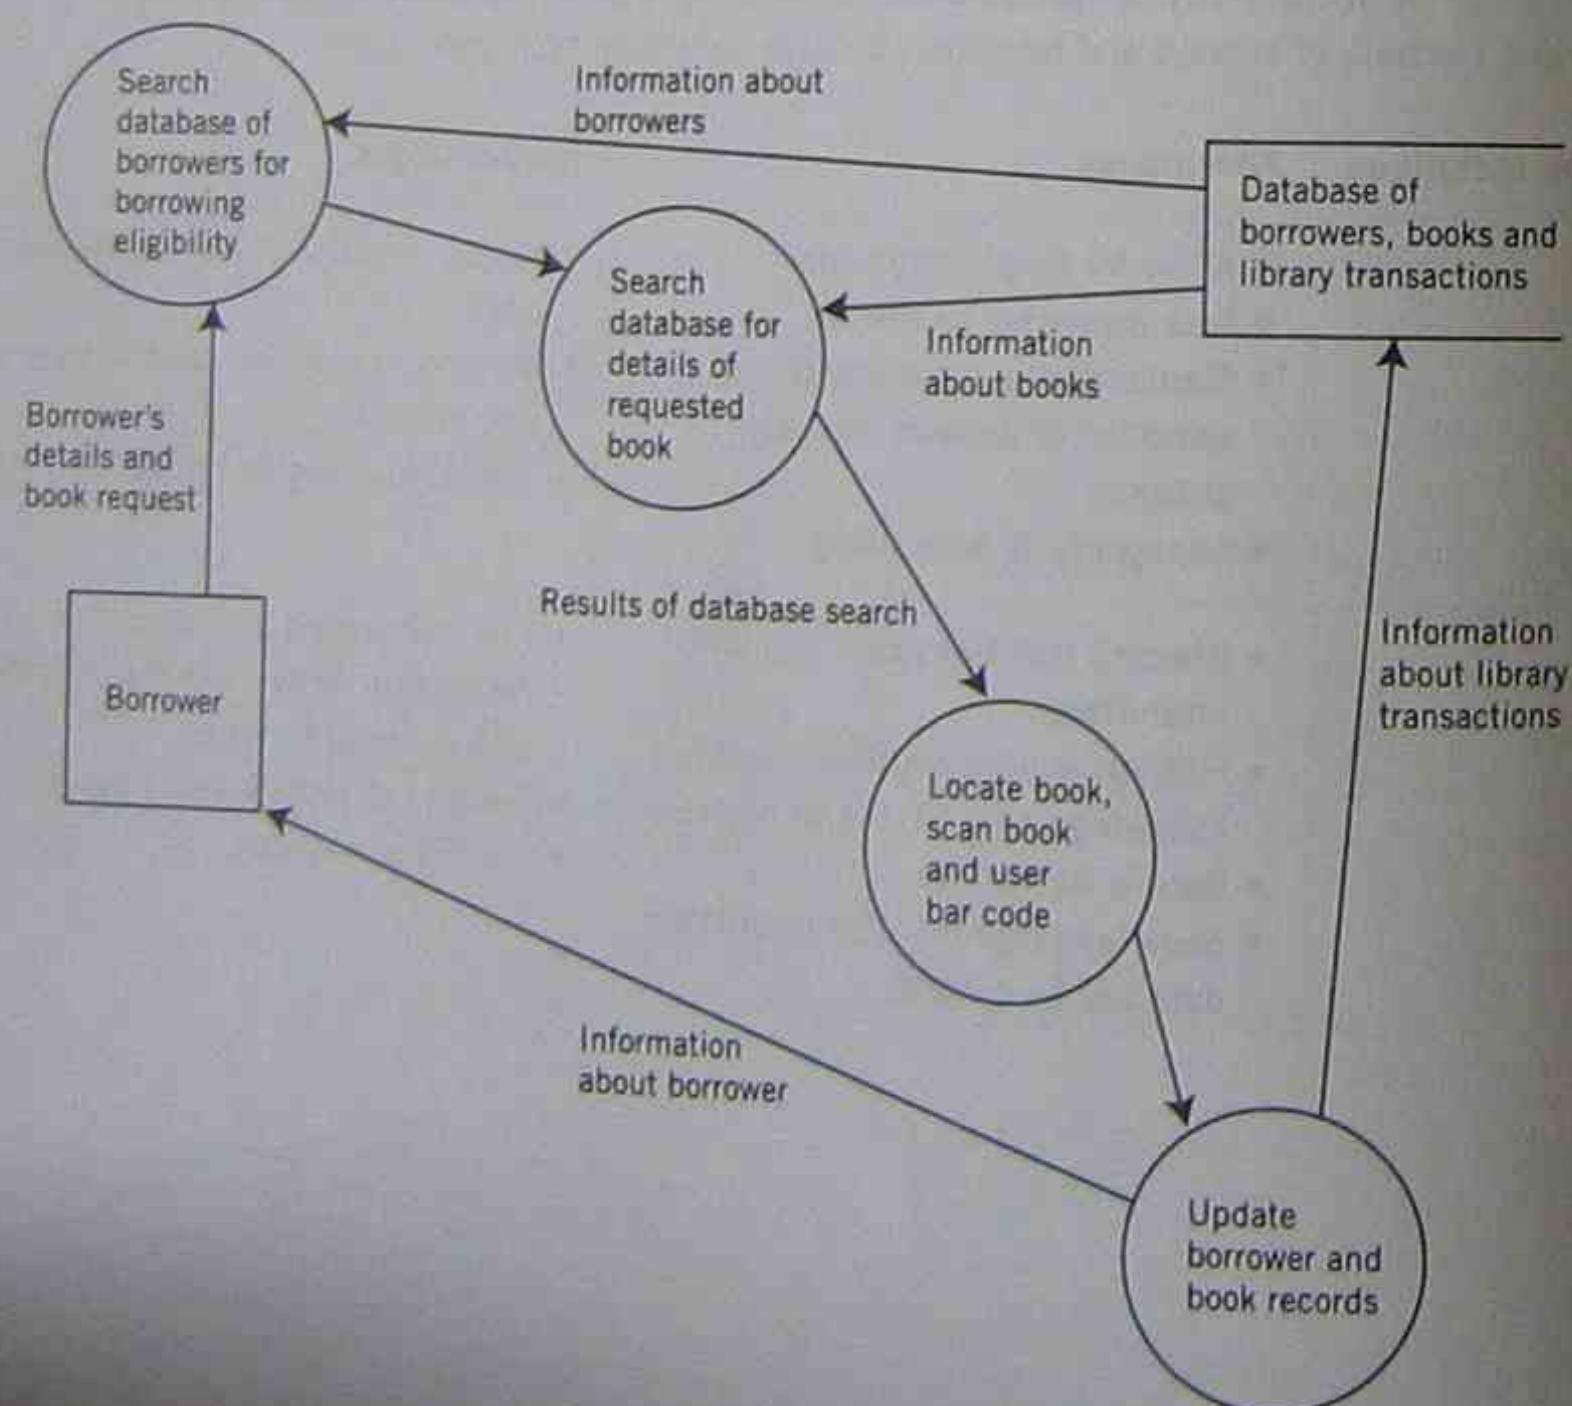 Search
database of
borrowers for
borrowing
eligibility
Information about
borrowers
Database of
borrowers, books and
library transactions
Search
database for
details of
requested
book
Information
about books
Borrower's
details and
book request
Results of database search
Information
about library
transactions
Borrower
Locate book,
scan book
and user
bar code
Information
about borrower
Update
borrower and
book records